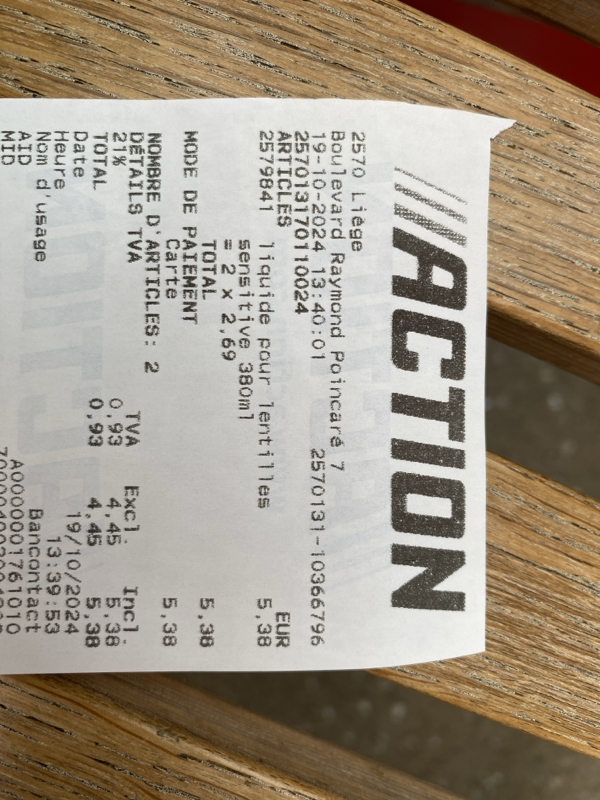 ACTION
2570 Liège
Boulevard Raymond Poincaré 7
19-10-2024 13:40:01 2570131-10366796
257013170110024
ARTICLES EUR
2579841 liquide pour lentilles 5,38
sensitive 380ml
= 2 x 2,69
TOTAL 5,38
MODE DE PAIEMENT
Carte 5,38
NOMBRE D'ARTICLES: 2
DÉTAILS TVA TVA Excl. Incl.
21% 0,93 4,45 5,38
TOTAL 0,93 4,45 5,38
Date 19/10/2024
Heure 13:39:53
Nom d'usage Bancontact
AID A0000001761010
MID